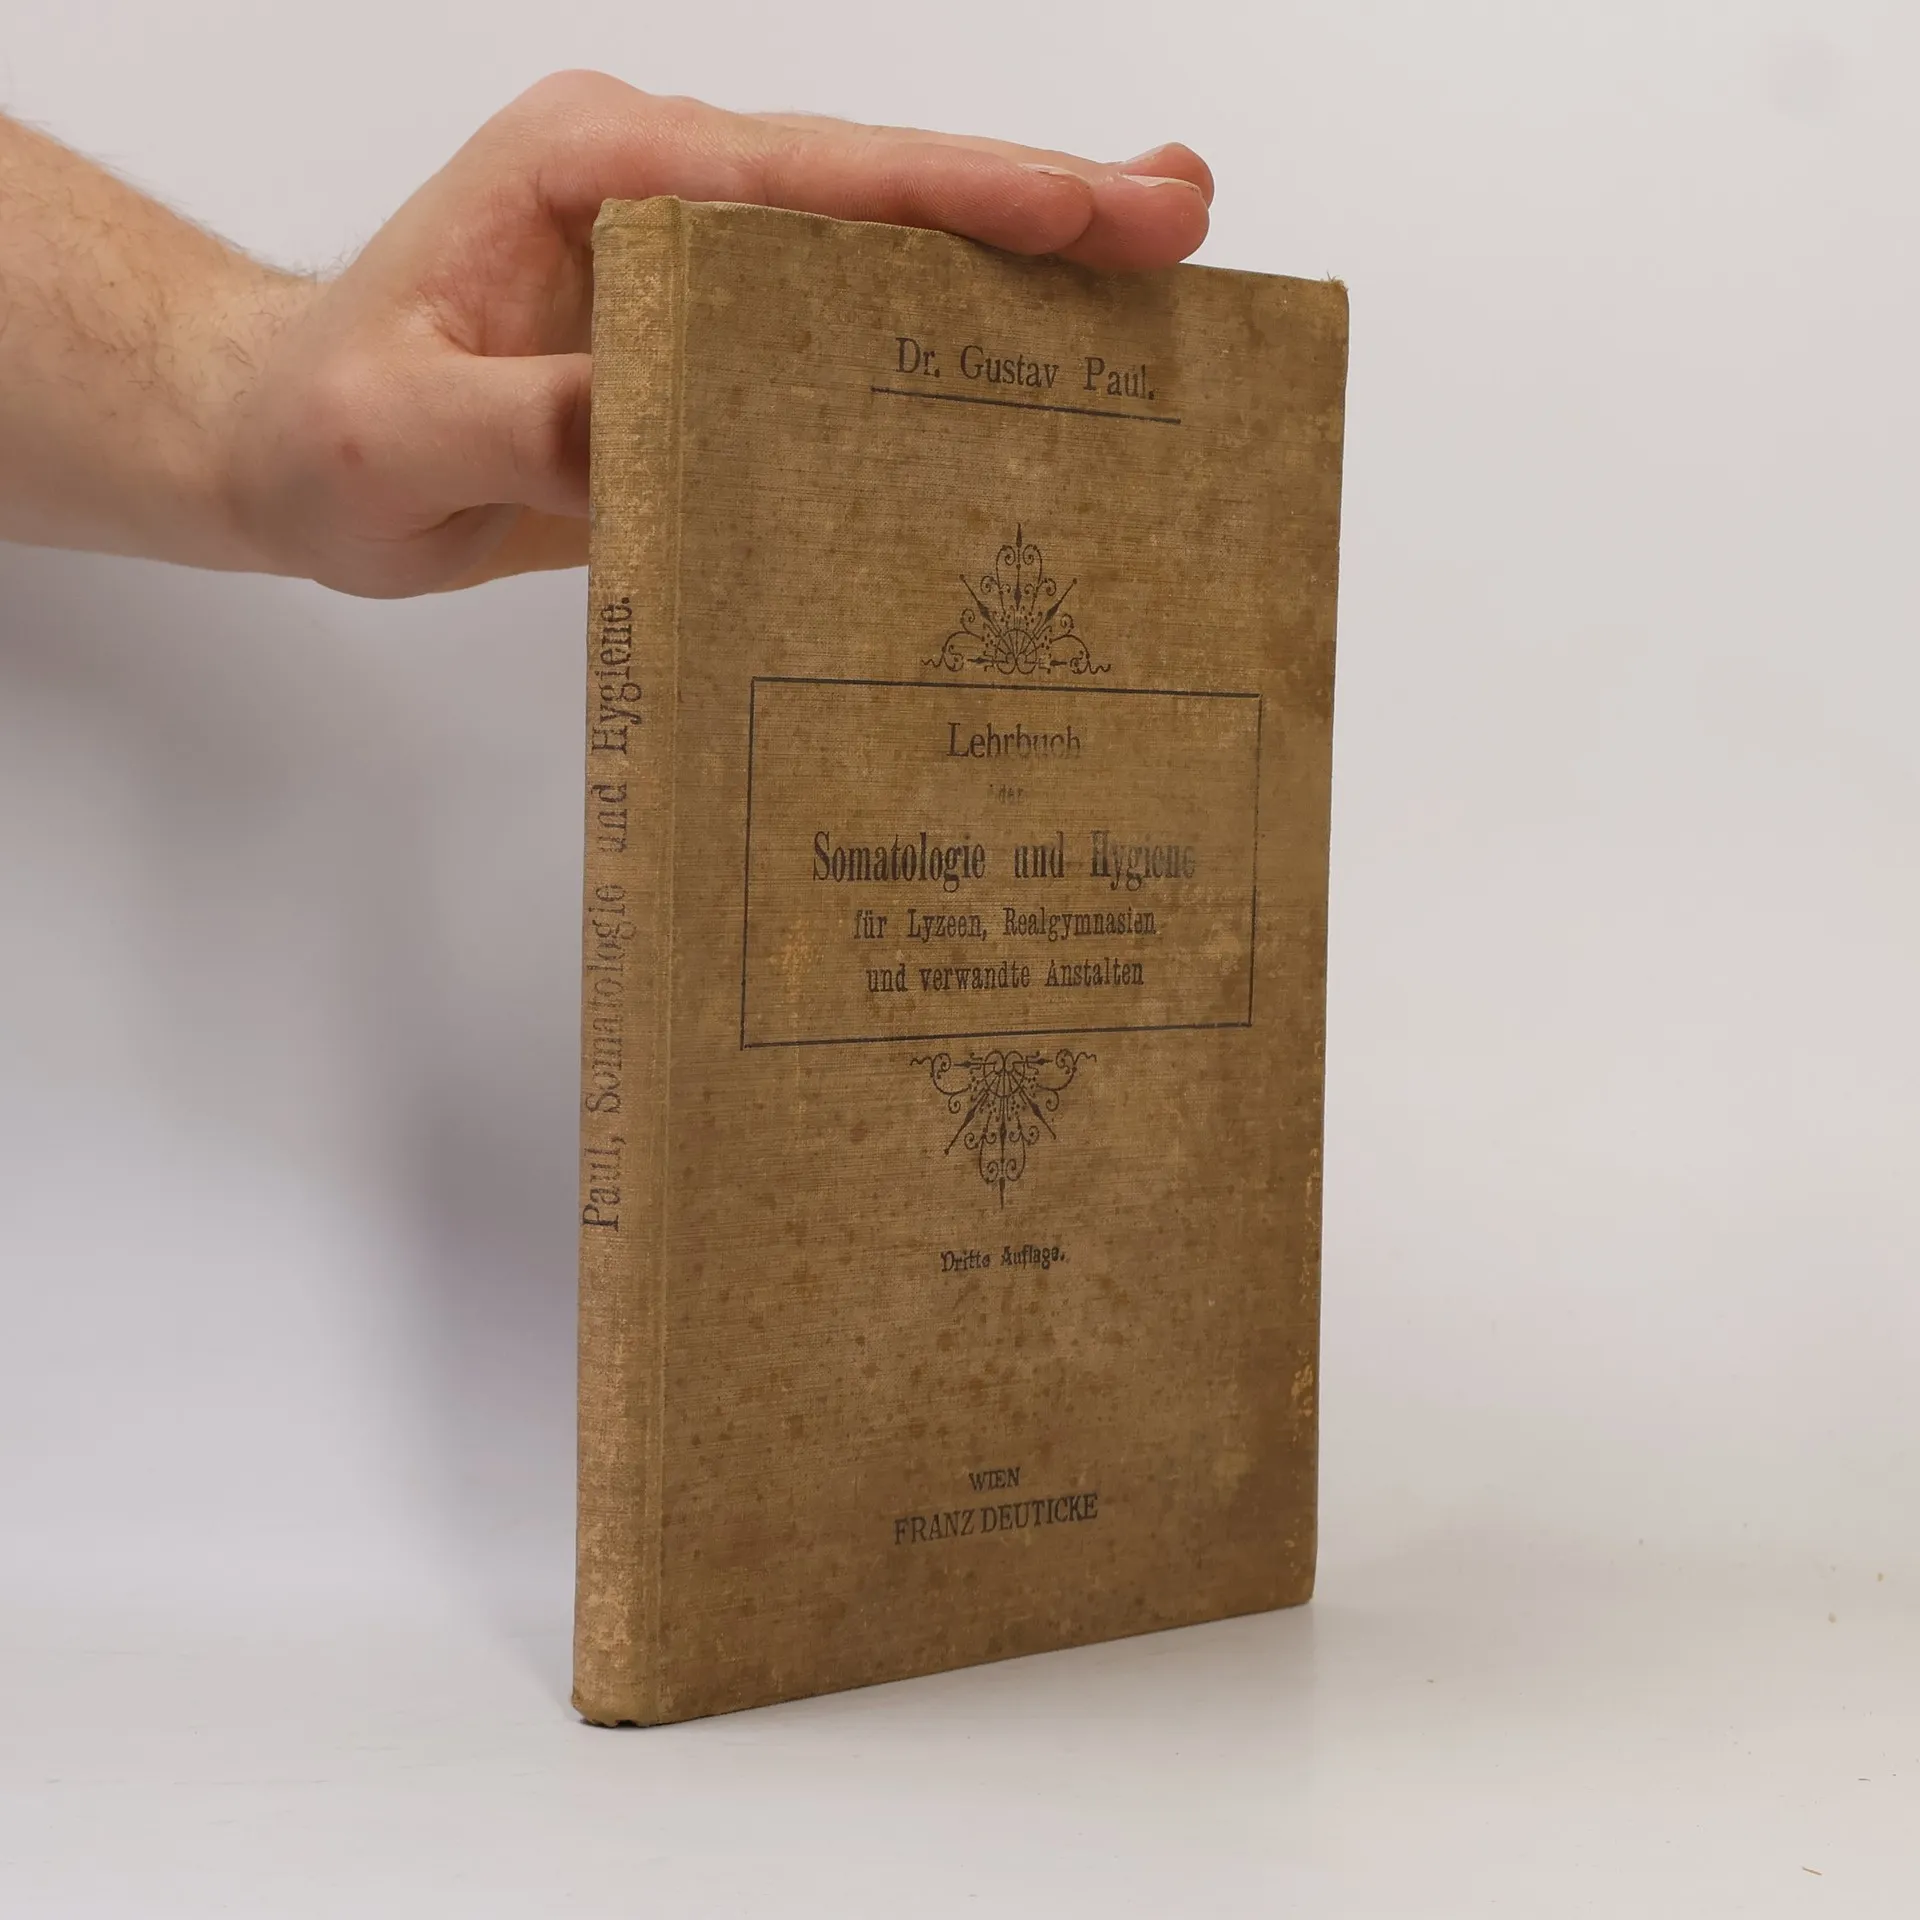 Dr. Gustav Paul.
Lehrbuch
der
Somatologie und Hygiene
für Lyzeen, Realgymnasien
und verwandte Anstalten
Dritte Auflage.
WIEN
FRANZ DEUTICKE
Paul, Somatologie und Hygiene.